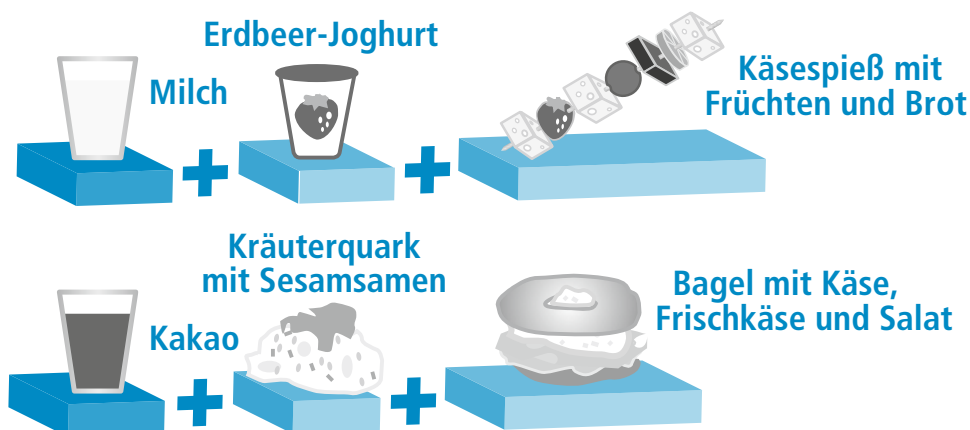 Erdbeer-Joghurt
Milch
Käsespieß mit
Früchten und Brot
Kräuterquark
mit Sesamsamen
Kakao
Bagel mit Käse,
Frischkäse und Salat